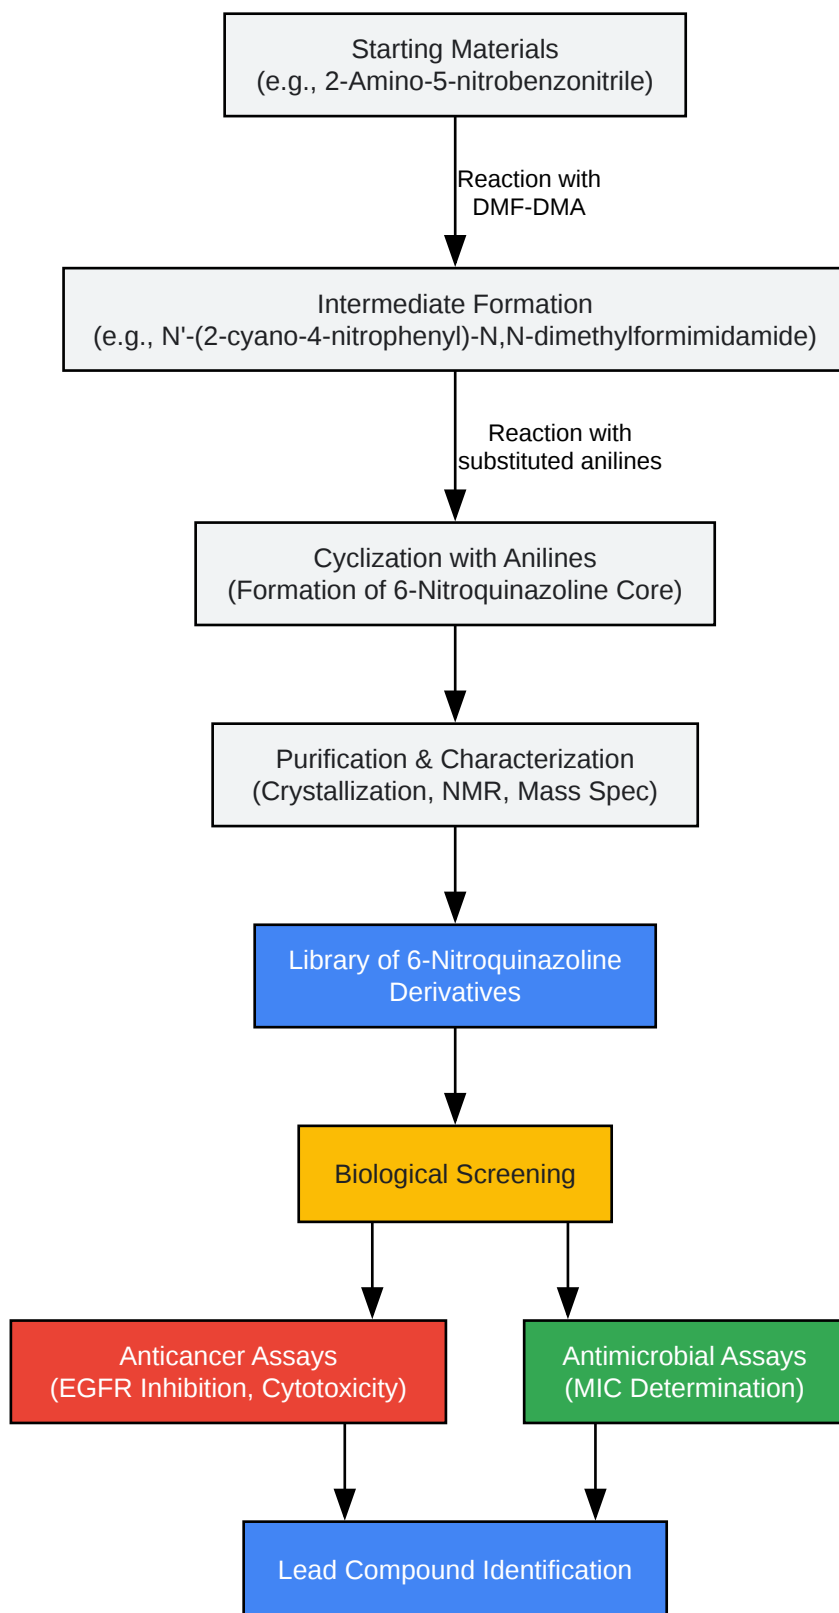 Starting Materials
(e.g., 2-Amino-5-nitrobenzonitrile)
Reaction with
DMF-DMA
Intermediate Formation
(e.g., N'-(2-cyano-4-nitrophenyl)-N,N-dimethylformimidamide)
Reaction with
substituted anilines
Cyclization with Anilines
(Formation of 6-Nitroquinazoline Core)
Purification & Characterization
(Crystallization, NMR, Mass Spec)
Library of 6-Nitroquinazoline
Derivatives
Biological Screening
Anticancer Assays
(EGFR Inhibition, Cytotoxicity)
Antimicrobial Assays
(MIC Determination)
Lead Compound Identification